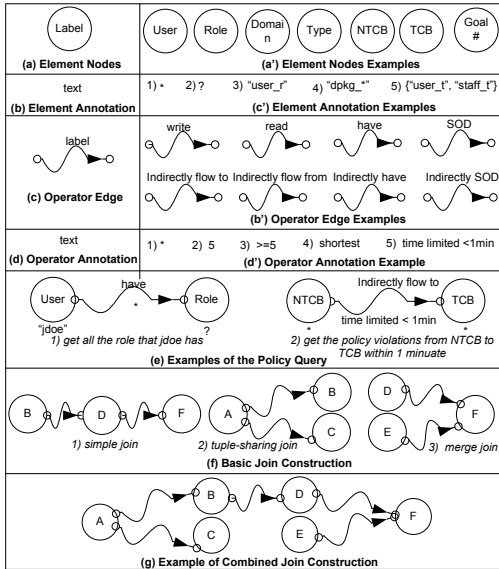 Label
(a) Element Nodes
User
Role
Domai
n
Type
NTCB
TCB
Goal
#
(a') Element Nodes Examples
text
(b) Element Annotation
1) * 2) ? 3) "user_r" 4) "dpkg_*" 5) {"user_t", "staff_t"}
(c') Element Annotation Examples
label
(c) Operator Edge
write read have SOD
Indirectly flow to Indirectly flow from Indirectly have Indirectly SOD
(b') Operator Edge Examples
text
(d) Operator Annotation
1) * 2) 5 3) >=5 4) shortest 5) time limited <1min
(d') Operator Annotation Example
User
have
*
Role
"jdoe"
?
1) get all the role that jdoe has
NTCB
Indirectly flow to
time limited < 1min
TCB
*
*
2) get the policy violations from NTCB to
TCB within 1 minuate
(e) Examples of the Policy Query
B D F
1) simple join
A B C
2) tuple-sharing join
D E F
3) merge join
(f) Basic Join Construction
A B C D E F
(g) Example of Combined Join Construction